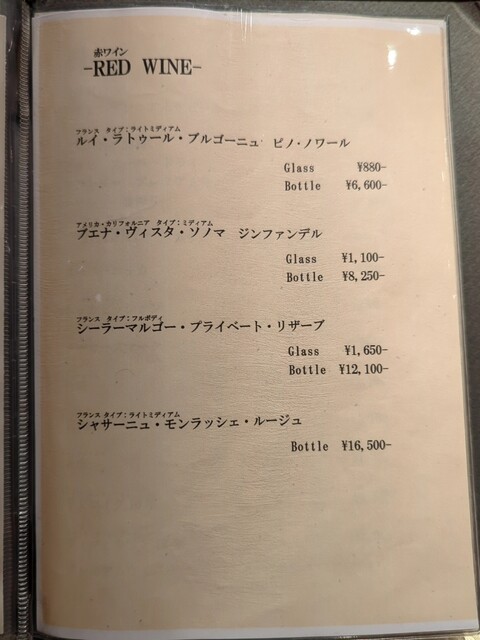 赤ワイン
-RED WINE-
フランス タイプ：ライトミディアム
ルイ・ラトゥール・ブルゴーニュ ピノ・ノワール
Glass ¥880-
Bottle ¥6,600-
アメリカ・カリフォルニア タイプ：ミディアム
ブエナ・ヴィスタ・ソノマ ジンファンデル
Glass ¥1,100-
Bottle ¥8,250-
フランス タイプ：フルボディ
シーラーマルゴー・プライベート・リザーブ
Glass ¥1,650-
Bottle ¥12,100-
フランス タイプ：ライトミディアム
シャサーニュ・モンラッシェ・ルージュ
Bottle ¥16,500-